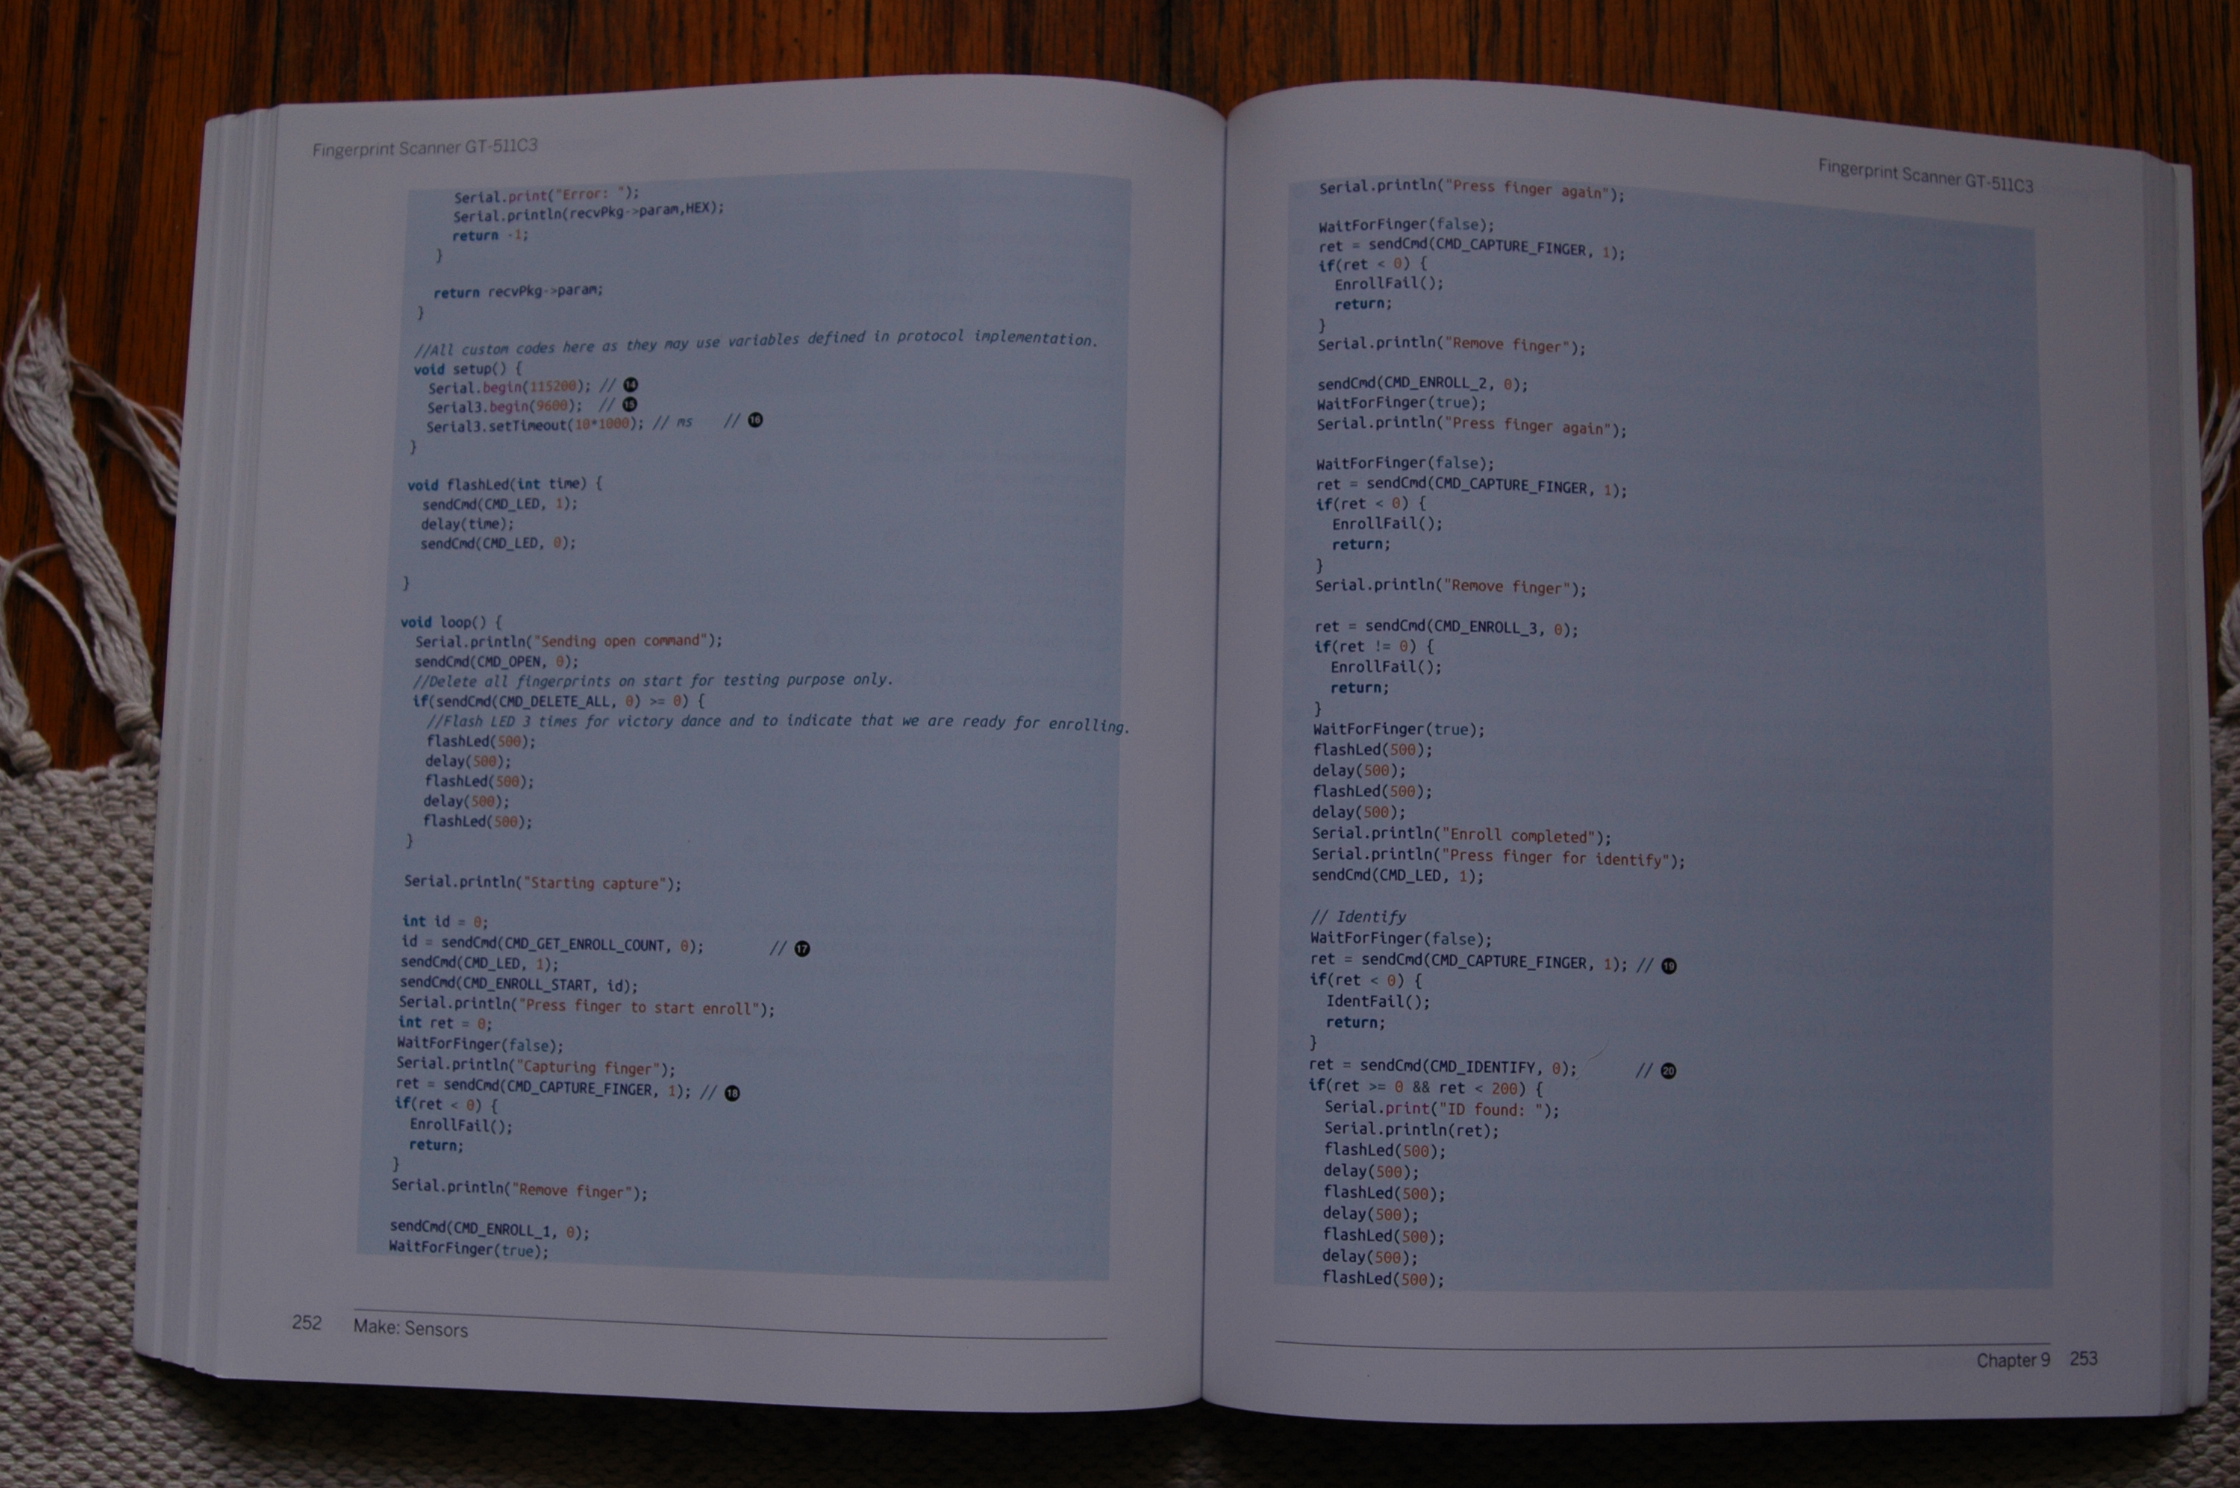 Fingerprint Scanner GT-511C3
Serial.print("Error: ");
Serial.println(recvPkg->param,HEX);
return -1;
}
return recvPkg->param;
}
//All custom codes here as they may use variables defined in protocol implementation.
void setup() {
Serial.begin(115200); // 14
Serial3.begin(9600); // 15
Serial3.setTimeout(10*1000); // ms // 16
}
void flashLed(int time) {
sendCmd(CMD_LED, 1);
delay(time);
sendCmd(CMD_LED, 0);
}
void loop() {
Serial.println("Sending open command");
sendCmd(CMD_OPEN, 0);
//Delete all fingerprints on start for testing purpose only.
if(sendCmd(CMD_DELETE_ALL, 0) >= 0) {
//Flash LED 3 times for victory dance and to indicate that we are ready for enrolling.
flashLed(500);
delay(500);
flashLed(500);
delay(500);
flashLed(500);
}
Serial.println("Starting capture");
int id = 0;
id = sendCmd(CMD_GET_ENROLL_COUNT, 0); // 17
sendCmd(CMD_LED, 1);
sendCmd(CMD_ENROLL_START, id);
Serial.println("Press finger to start enroll");
int ret = 0;
WaitForFinger(false);
Serial.println("Capturing finger");
ret = sendCmd(CMD_CAPTURE_FINGER, 1); // 18
if(ret < 0) {
EnrollFail();
return;
}
Serial.println("Remove finger");
sendCmd(CMD_ENROLL_1, 0);
WaitForFinger(true);
252 Make: Sensors
Fingerprint Scanner GT-511C3
Serial.println("Press finger again");
WaitForFinger(false);
ret = sendCmd(CMD_CAPTURE_FINGER, 1);
if(ret < 0) {
EnrollFail();
return;
}
Serial.println("Remove finger");
sendCmd(CMD_ENROLL_2, 0);
WaitForFinger(true);
Serial.println("Press finger again");
WaitForFinger(false);
ret = sendCmd(CMD_CAPTURE_FINGER, 1);
if(ret < 0) {
EnrollFail();
return;
}
Serial.println("Remove finger");
ret = sendCmd(CMD_ENROLL_3, 0);
if(ret != 0) {
EnrollFail();
return;
}
WaitForFinger(true);
flashLed(500);
delay(500);
flashLed(500);
delay(500);
Serial.println("Enroll completed");
Serial.println("Press finger for identify");
sendCmd(CMD_LED, 1);
// Identify
WaitForFinger(false);
ret = sendCmd(CMD_CAPTURE_FINGER, 1); // 19
if(ret < 0) {
IdentFail();
return;
}
ret = sendCmd(CMD_IDENTIFY, 0); // 20
if(ret >= 0 && ret < 200) {
Serial.print("ID found: ");
Serial.println(ret);
flashLed(500);
delay(500);
flashLed(500);
delay(500);
flashLed(500);
delay(500);
flashLed(500);
Chapter 9 253